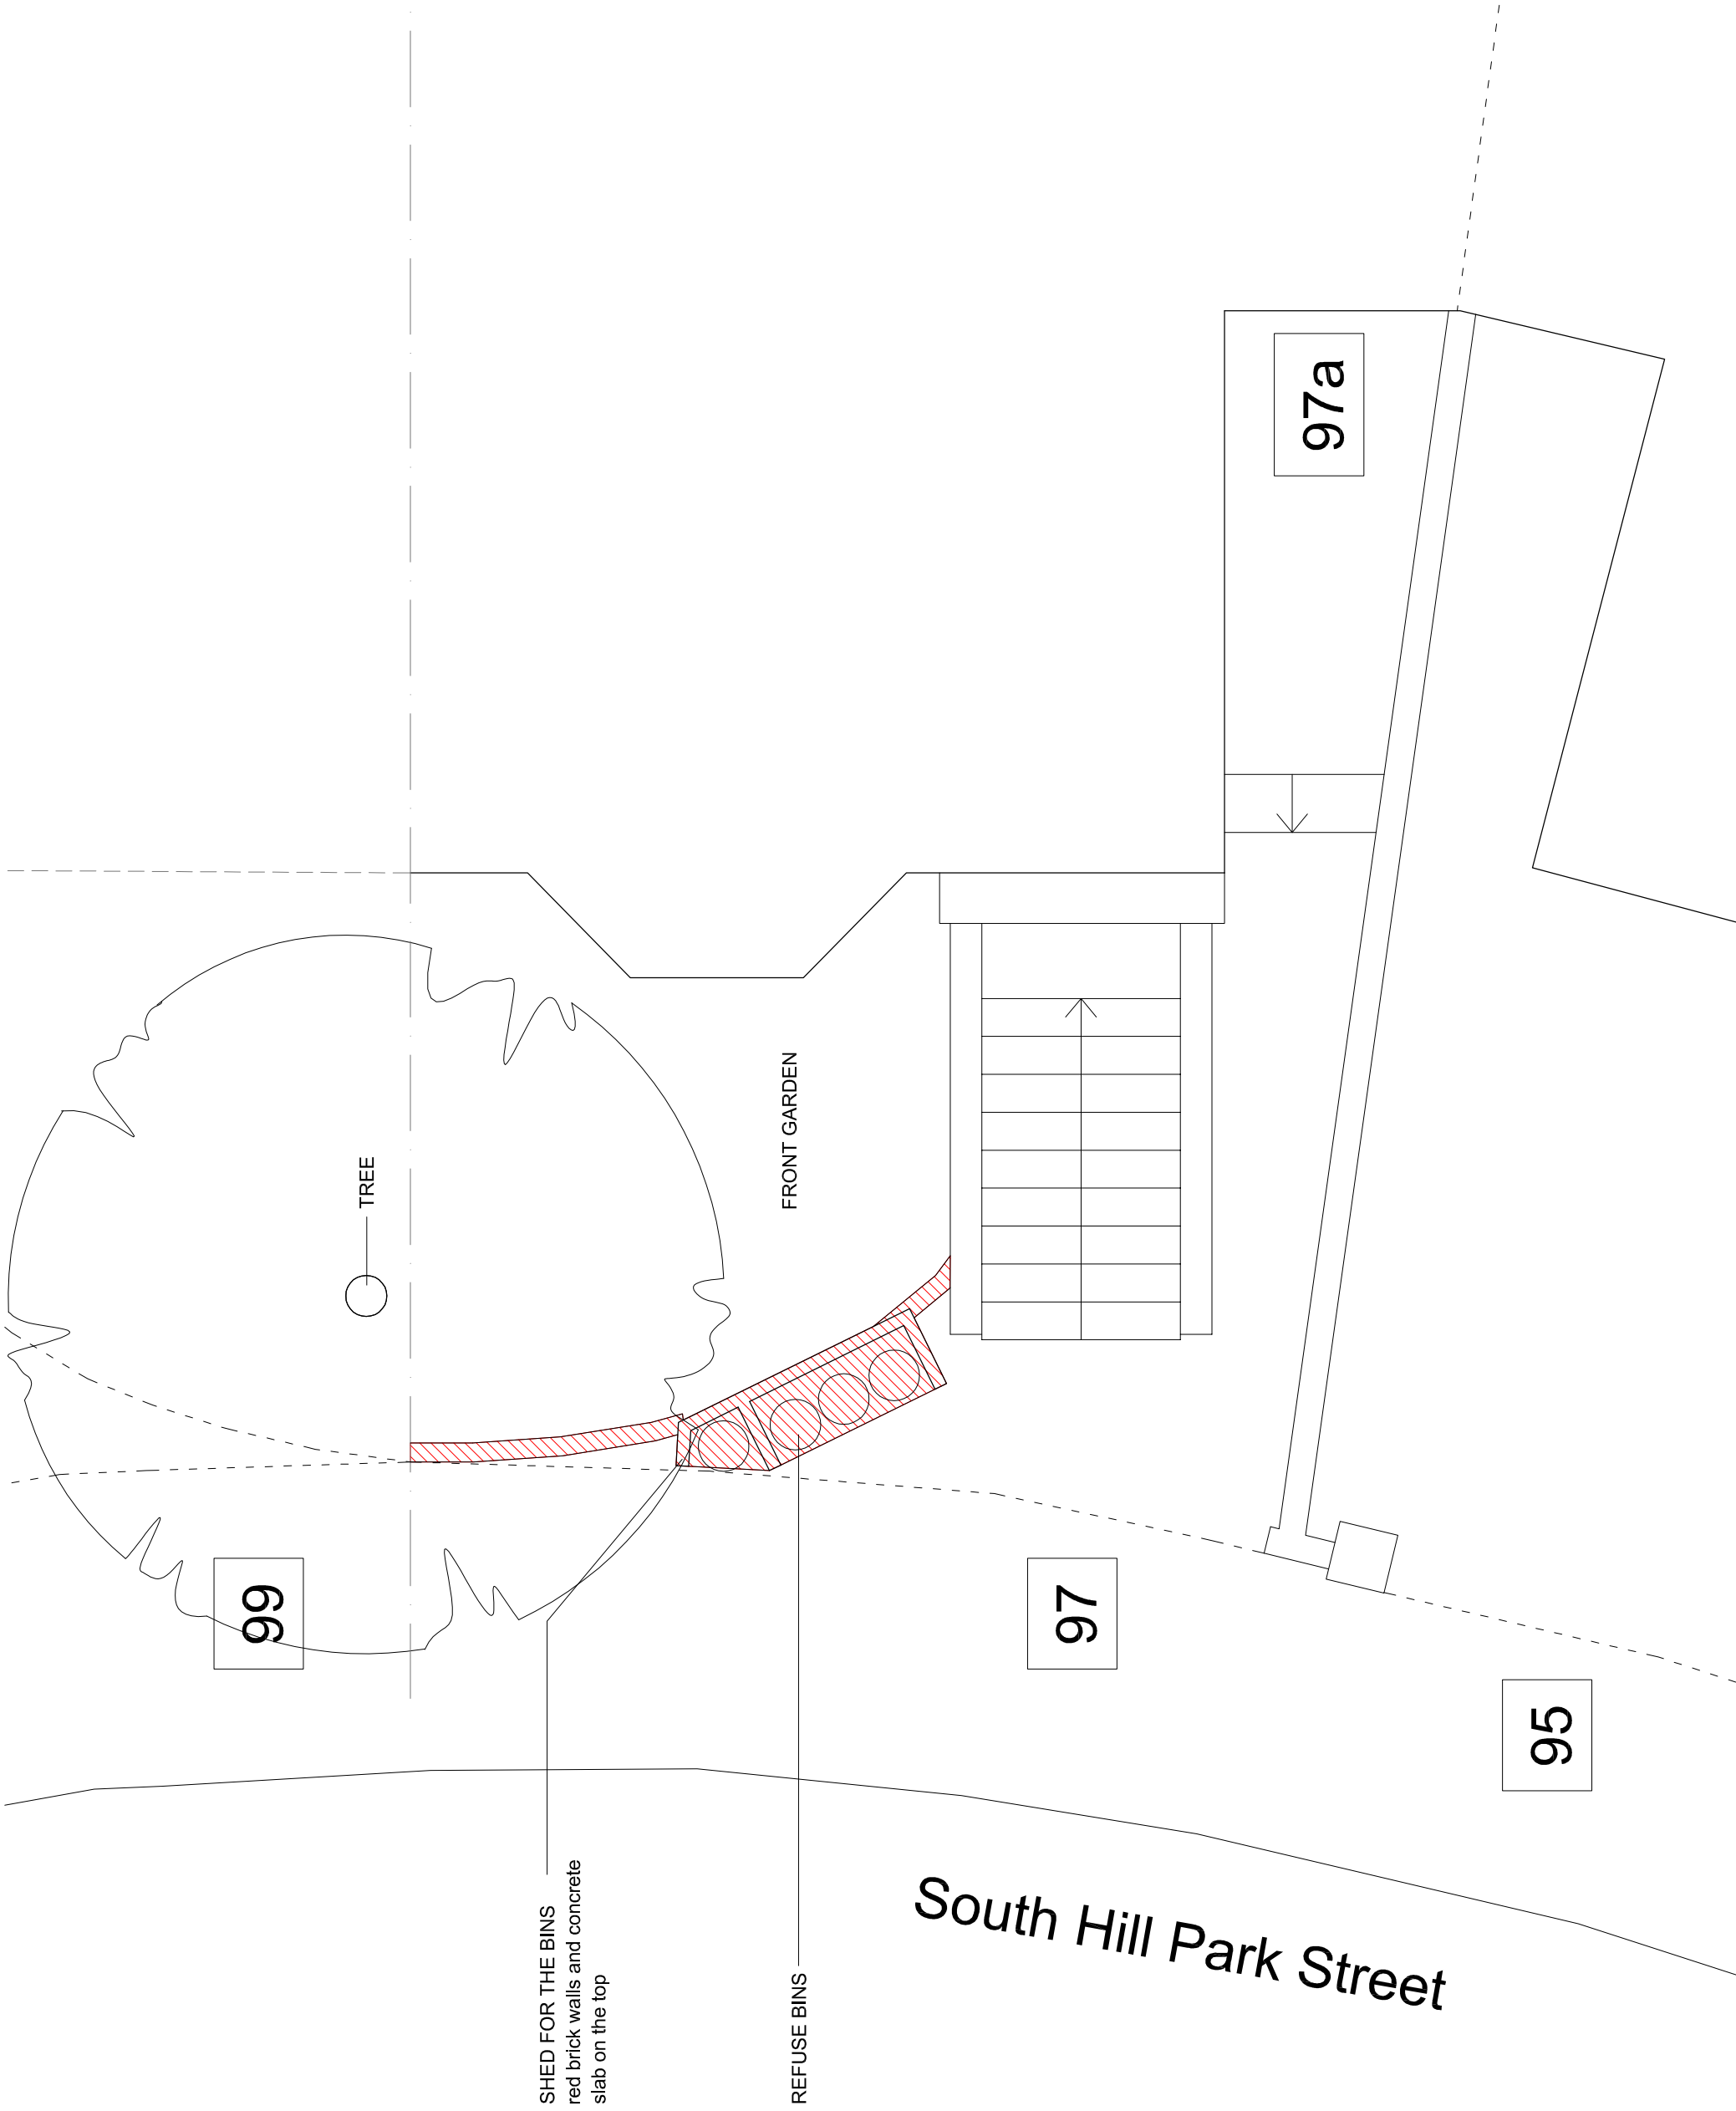 97a
TREE
FRONT GARDEN
99
97
95
SHED FOR THE BINS
red brick walls and concrete
slab on the top
REFUSE BINS
South Hill Park Street